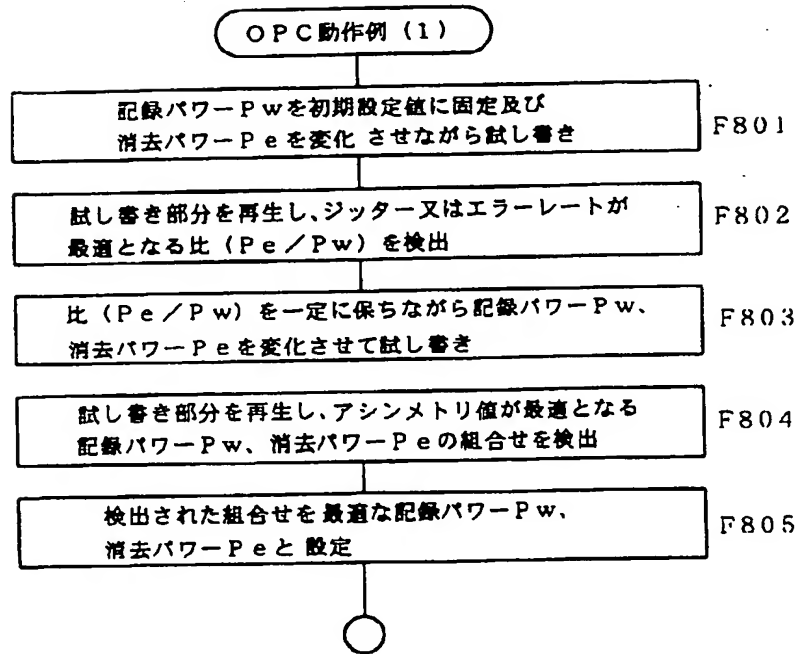 OPC動作例(1)
記録パワーPwを初期設定値に固定及び
消去パワーPeを変化 させながら試し書き
F801
試し書き部分を再生し、ジッター又はエラーレートが
最適となる比(Pe/Pw)を検出
F802
比(Pe/Pw)を一定に保ちながら記録パワーPw、
消去パワーPeを変化させて試し書き
F803
試し書き部分を再生し、アシンメトリ値が最適となる
記録パワーPw、消去パワーPeの組合せを検出
F804
検出された組合せを最適な記録パワーPw、
消去パワーPeと 設定
F805